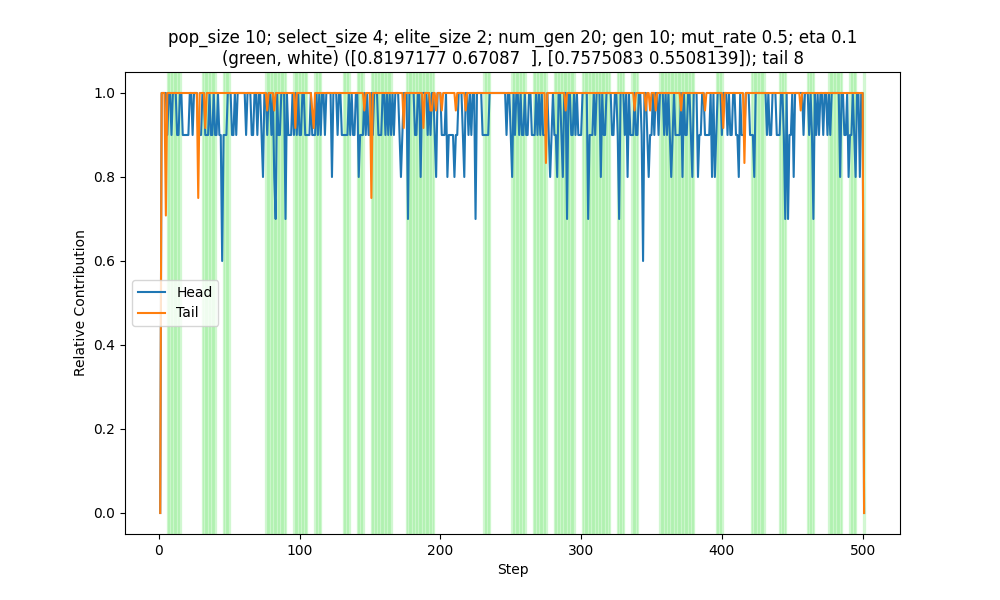 pop_size 10; select_size 4; elite_size 2; num_gen 20; gen 10; mut_rate 0.5; eta 0.1
(green, white) ([0.8197177 0.67087  ], [0.7575083 0.5508139]); tail 8
1.0
0.8
0.6
0.4
0.2
0.0
Relative Contribution
Head
Tail
0
100
200
300
400
500
Step